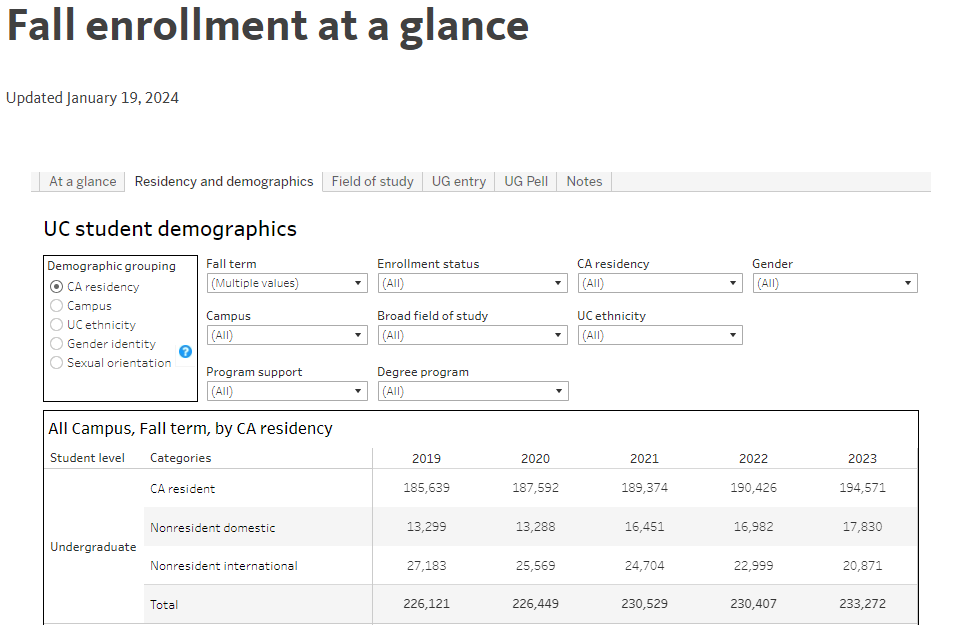 Fall enrollment at a glance
Updated January 19, 2024
At a glance Residency and demographics Field of study UG entry UG Pell Notes
UC student demographics
Demographic grouping
CA residency
Campus
UC ethnicity
Gender identity
?
Sexual orientation
Fall term Enrollment status CA residency Gender
(Multiple values) (All) (All) (All)
Campus Broad field of study UC ethnicity
(All) (All) (All)
Program support Degree program
(All) (All)
All Campus, Fall term, by CA residency
Student level Categories 2019 2020 2021 2022 2023
Undergraduate
CA resident 185,639 187,592 189,374 190,426 194,571
Nonresident domestic 13,299 13,288 16,451 16,982 17,830
Nonresident international 27,183 25,569 24,704 22,999 20,871
Total 226,121 226,449 230,529 230,407 233,272